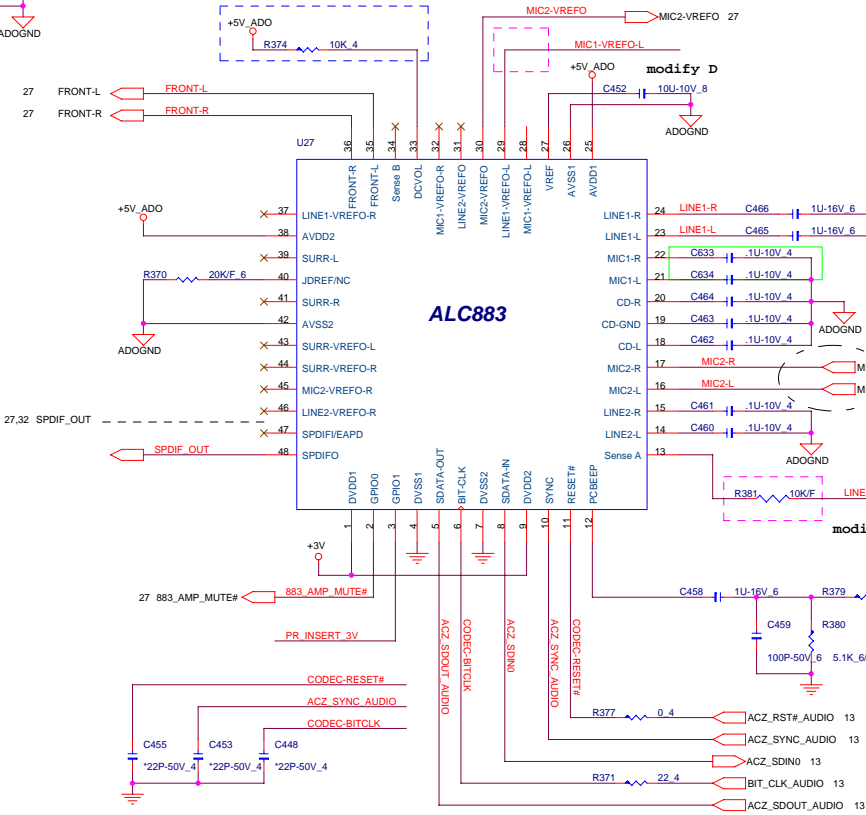 ADOGND
+5V_ADO
R374 10K_4
MIC2-VREFO
MIC2-VREFO 27
MIC1-VREFO-L
+5V_ADO
modify D
C452 10U-10V_8
ADOGND
27 FRONT-L FRONT-L
27 FRONT-R FRONT-R
U27
36 35 34 33 32 31 30 29 28 27 26 25
FRONT-R
FRONT-L
Sense B
DCVOL
MIC1-VREFO-R
LINE2-VREFO
MIC2-VREFO
LINE1-VREFO-L
MIC1-VREFO-L
VREF
AVSS1
AVDD1
ALC883
+5V_ADO
37 LINE1-VREFO-R
38 AVDD2
39 SURR-L
R370 20K/F_6
40 JDREF/NC
41 SURR-R
42 AVSS2
ADOGND
43 SURR-VREFO-L
44 SURR-VREFO-R
45 MIC2-VREFO-R
46 LINE2-VREFO-R
27,32 SPDIF_OUT
47 SPDIFI/EAPD
SPDIF_OUT
48 SPDIFO
LINE1-R 24 LINE1-R C466 1U-16V_6
LINE1-L 23 LINE1-L C465 1U-16V_6
MIC1-R 22 C633 .1U-10V_4
MIC1-L 21 C634 .1U-10V_4
CD-R 20 C464 .1U-10V_4
CD-GND 19 C463 .1U-10V_4
ADOGND
CD-L 18 C462 .1U-10V_4
MIC2-R 17 MIC2-R M
MIC2-L 16 MIC2-L M
LINE2-R 15 C461 .1U-10V_4
LINE2-L 14 C460 .1U-10V_4
ADOGND
Sense A 13
R381 10K/F LINE
modi
DVDD1
GPIO0
GPIO1
DVSS1
SDATA-OUT
BIT-CLK
DVSS2
SDATA-IN
DVDD2
SYNC
RESET#
PCBEEP
1 2 3 4 5 6 7 8 9 10 11 12
+3V
27 883_AMP_MUTE# 883_AMP_MUTE#
PR_INSERT_3V
ACZ_SDOUT_AUDIO
CODEC-BITCLK
ACZ_SDIN0
ACZ_SYNC_AUDIO
CODEC-RESET#
C458 1U-16V_6 R379
C459
100P-50V_6
R380
5.1K_6/
CODEC-RESET#
ACZ_SYNC_AUDIO
CODEC-BITCLK
C455 C453 C448
*22P-50V_4 *22P-50V_4 *22P-50V_4
R377 0_4 ACZ_RST#_AUDIO 13
ACZ_SYNC_AUDIO 13
ACZ_SDIN0 13
R371 22_4 BIT_CLK_AUDIO 13
ACZ_SDOUT_AUDIO 13